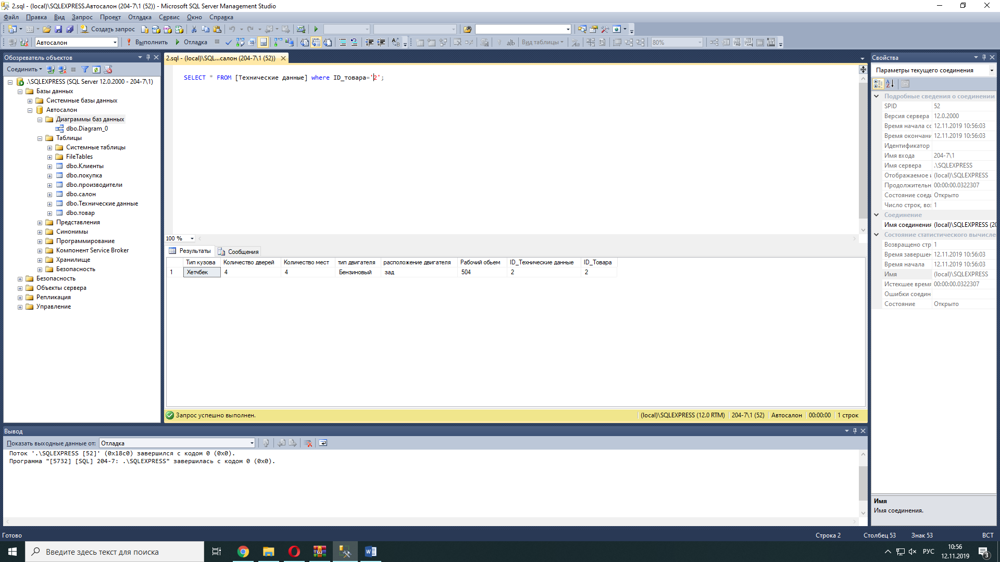 2.sql - (local)\SQLEXPRESS.Автосалон (204-7\1 (52)) - Microsoft SQL Server Management Studio
Файл Правка Вид Запрос Проект Отладка Сервис Окно Справка
Создать запрос
Автосалон Выполнить Отладка Вид таблицы 80%
Обозреватель объектов
Соединить
.\SQLEXPRESS (SQL Server 12.0.2000 - 204-7\1)
Базы данных
Системные базы данных
Автосалон
Диаграммы баз данных
dbo.Diagram_0
Таблицы
Системные таблицы
FileTables
dbo.Клиенты
dbo.покупка
dbo.производители
dbo.салон
dbo.Технические данные
dbo.товар
Представления
Синонимы
Программирование
Компонент Service Broker
Хранилище
Безопасность
Безопасность
Объекты сервера
Репликация
Управление
2.sql - (local)\SQL...салон (204-7\1 (52))
SELECT * FROM [Технические данные] where ID_товара='2';
100 %
Результаты Сообщения
Тип кузова Количество дверей Количество мест тип двигателя расположение двигателя Рабочий обьем ID_Технические данные ID_Товара
1 Хетчбек 4 4 Бензиновый зад 504 2 2
Запрос успешно выполнен. (local)\SQLEXPRESS (12.0 RTM) 204-7\1 (52) Автосалон 00:00:00 1 строк
Свойства
Параметры текущего соединения
Подробные сведения о соединении
SPID 52
Версия сервера 12.0.2000
Время начала сс 12.11.2019 10:56:03
Время окончани 12.11.2019 10:56:03
Идентификатор
Имя входа 204-7\1
Имя сервера .\SQLEXPRESS
Отображаемое и (local)\SQLEXPRESS
Продолжительн 00:00:00.0322307
Состояние соеди Открыто
Число строк, воз 1
Соединение
Имя соединения (local)\SQLEXPRESS (20
Состояние статистического вычисле
Возвращено стр 1
Время завершен 12.11.2019 10:56:03
Время начала 12.11.2019 10:56:03
Имя (local)\SQLEXPRESS
Истекшее время 00:00:00.0322307
Ошибки соедин
Состояние Открыто
Имя
Имя соединения.
Вывод
Показать выходные данные от: Отладка
Поток '.\SQLEXPRESS [52]' (0x18c0) завершился с кодом 0 (0x0).
Программа "[5732] [SQL] 204-7: .\SQLEXPRESS" завершилась с кодом 0 (0x0).
Готово Строка 2 Столбец 53 Знак 53 ВСТ
Введите здесь текст для поиска
РУС 10:56
12.11.2019
3